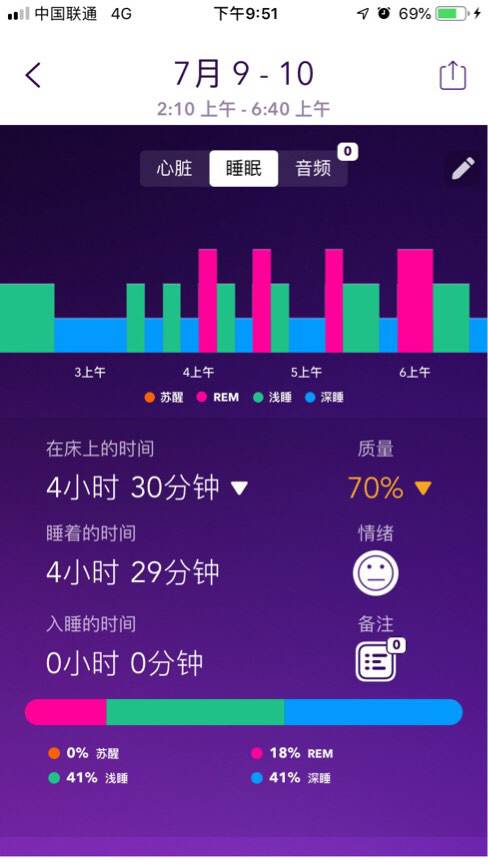 中国联通 4G 下午9:51 69%
7月 9 - 10
2:10 上午 - 6:40 上午
心脏 睡眠 音频 0
3上午 4上午 5上午 6上午
苏醒 REM 浅睡 深睡
在床上的时间 质量
4小时 30分钟 70%
睡着的时间 情绪
4小时 29分钟
入睡的时间 备注
0小时 0分钟 0
0% 苏醒 18% REM
41% 浅睡 41% 深睡